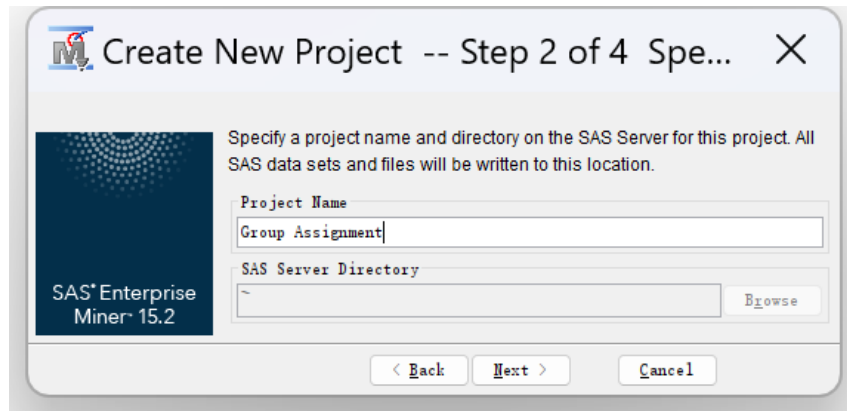 Create New Project -- Step 2 of 4 Spe...
Specify a project name and directory on the SAS Server for this project. All
SAS data sets and files will be written to this location.
Project Name
Group Assignment
SAS Server Directory
~
Browse
SAS® Enterprise
Miner™ 15.2
< Back
Next >
Cancel